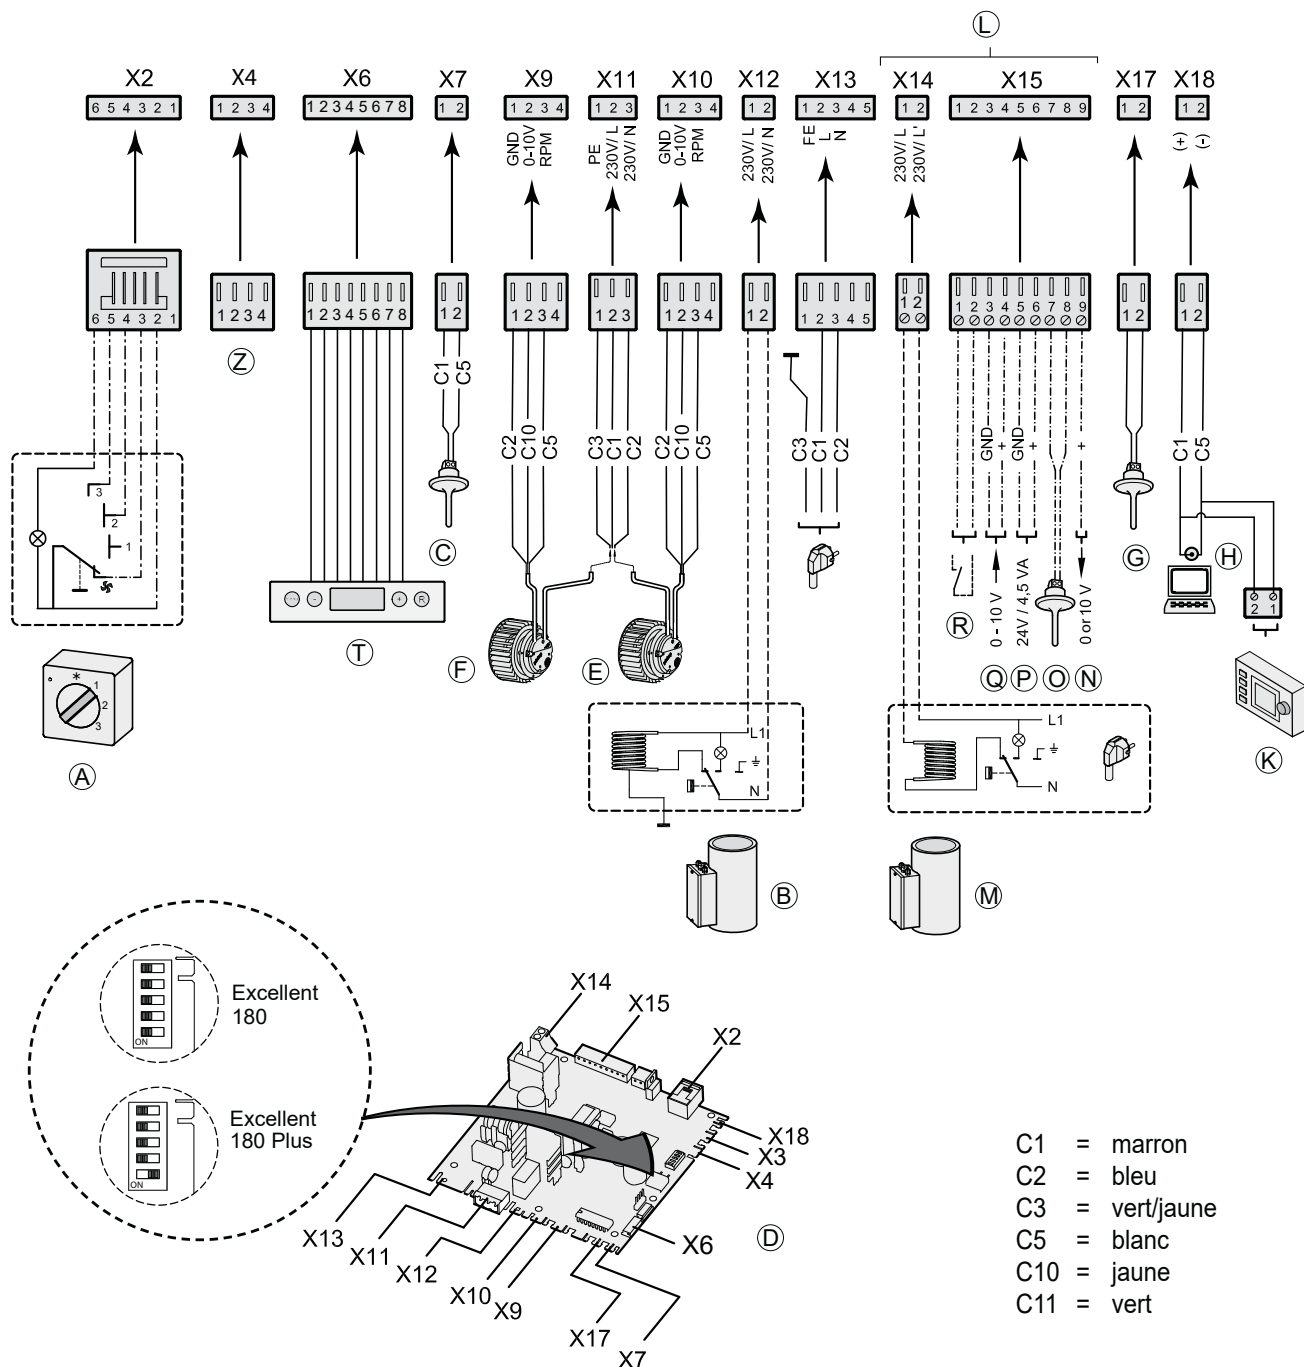 L
X2 X4 X6 X7 X9 X11 X10 X12 X13 X14 X15 X17 X18
6 5 4 3 2 1
1 2 3 4
1 2 3 4 5 6 7 8
1 2
1 2 3 4
1 2 3
1 2 3 4
1 2
1 2 3 4 5
1 2
1 2 3 4 5 6 7 8 9
1 2
1 2
GND
0-10V
RPM
PE
230V/ L
230V/ N
GND
0-10V
RPM
230V/ L
230V/ N
FE
L
N
230V/ L
230V/ L'
(+)
(-)
6 5 4 3 2 1
1 2 3 4
1 2 3 4 5 6 7 8
1 2
1 2 3 4
1 2 3
1 2 3 4
1 2
1 2 3 4 5
1 2
1 2 3 4 5 6 7 8 9
1 2
1 2
Z
C1 C5
C2 C10 C5
C3 C1 C2
C2 C10 C5
C3 C1 C2
GND + GND + +
C1 C5
3
2
1
C
G
H
- + R
T
F
E
R
0 - 10 V
24V / 4,5 VA
0 or 10 V
Q P O N
2 1
* 1 2 3
A
L1
N
L1
N
K
B
M
ON
Excellent
180
ON
Excellent
180 Plus
X14
X15
X2
X18
X3
X4
X6
X13
X11
X12
X10
X9
X17
X7
D
C1 = marron
C2 = bleu
C3 = vert/jaune
C5 = blanc
C10 = jaune
C11 = vert